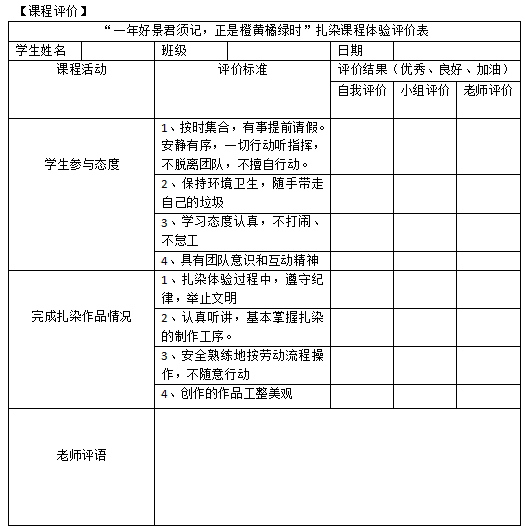 【课程评价】
“一年好景君须记，正是橙黄橘绿时”扎染课程体验评价表
学生姓名 班级 日期
课程活动 评价标准 评价结果（优秀、良好、加油）
自我评价 小组评价 老师评价
学生参与态度
1、按时集合，有事提前请假。
安静有序，一切行动听指挥，
不脱离团队，不擅自行动。
2、保持环境卫生，随手带走
自己的垃圾
3、学习态度认真，不打闹、
不怠工
4、具有团队意识和互动精神
完成扎染作品情况
1、扎染体验过程中，遵守纪
律，举止文明
2、认真听讲，基本掌握扎染
的制作工序。
3、安全熟练地按劳动流程操
作，不随意行动
4、创作的作品工整美观
老师评语